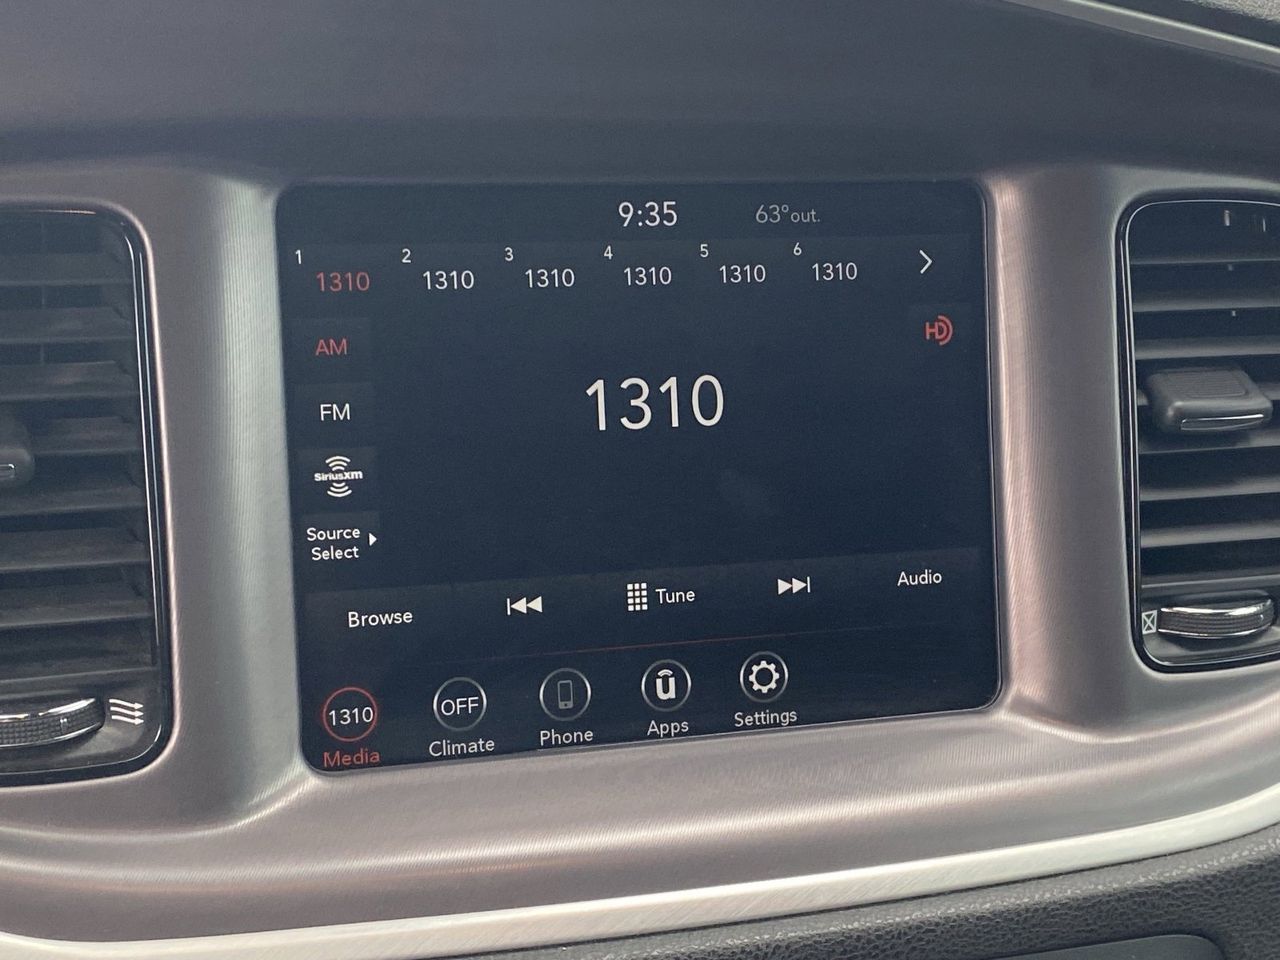 9:35 63°out.
1 1310 2 1310 3 1310 4 1310 5 1310 6 1310
AM
HD
FM
1310
SiriusXm
Source
Select
Browse Tune Audio
1310 OFF u
Media Climate Phone Apps Settings